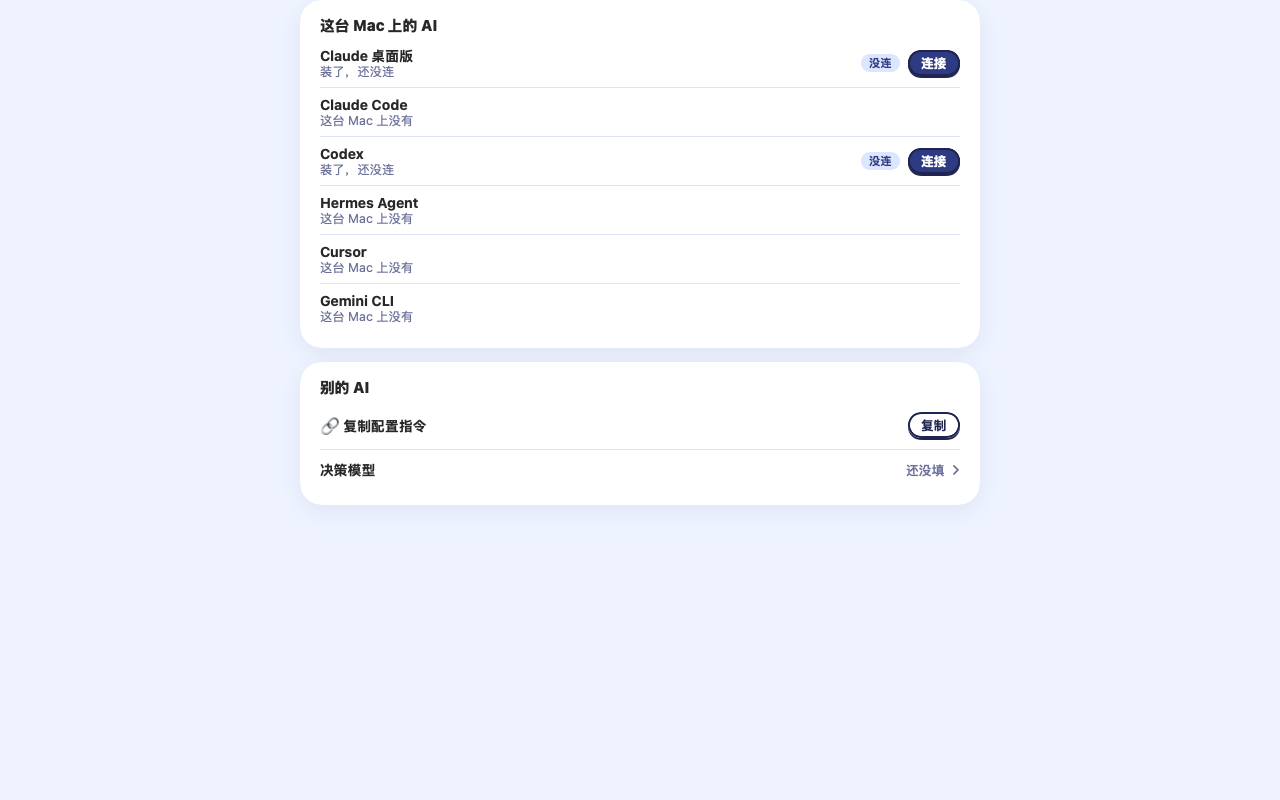 这台 Mac 上的 AI
Claude 桌面版
装了，还没连
没连
连接
Claude Code
这台 Mac 上没有
Codex
装了，还没连
没连
连接
Hermes Agent
这台 Mac 上没有
Cursor
这台 Mac 上没有
Gemini CLI
这台 Mac 上没有
别的 AI
🔗 复制配置指令
复制
决策模型
还没填